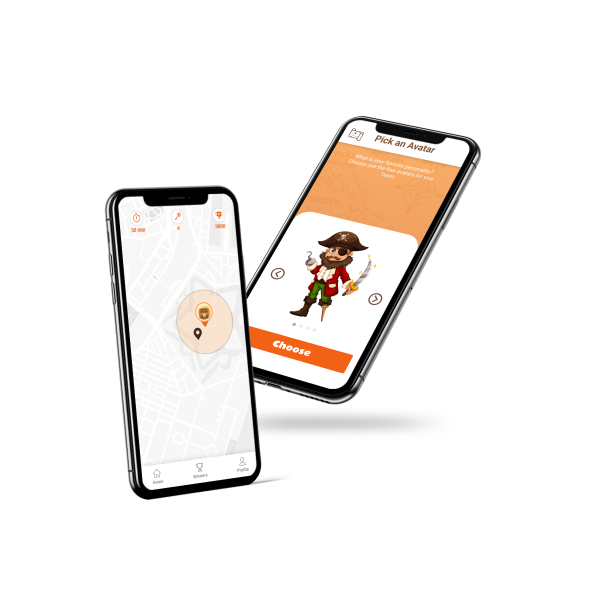 30 min
4
5000
Home
Winners
Profile
Pick an Avatar
What is your favorite personality?
Choose one the four avatars for your
Team.
Choose